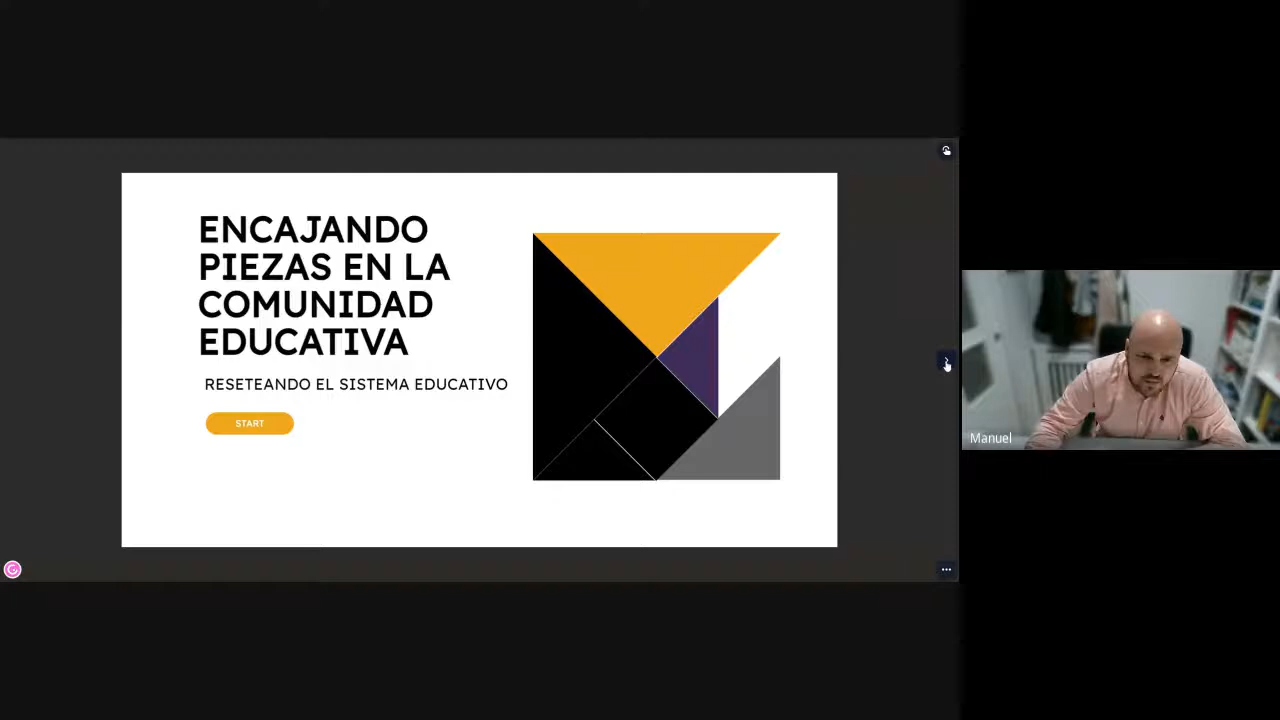 ENCAJANDO
PIEZAS EN LA
COMUNIDAD
EDUCATIVA
RESETEANDO EL SISTEMA EDUCATIVO
START
Manuel